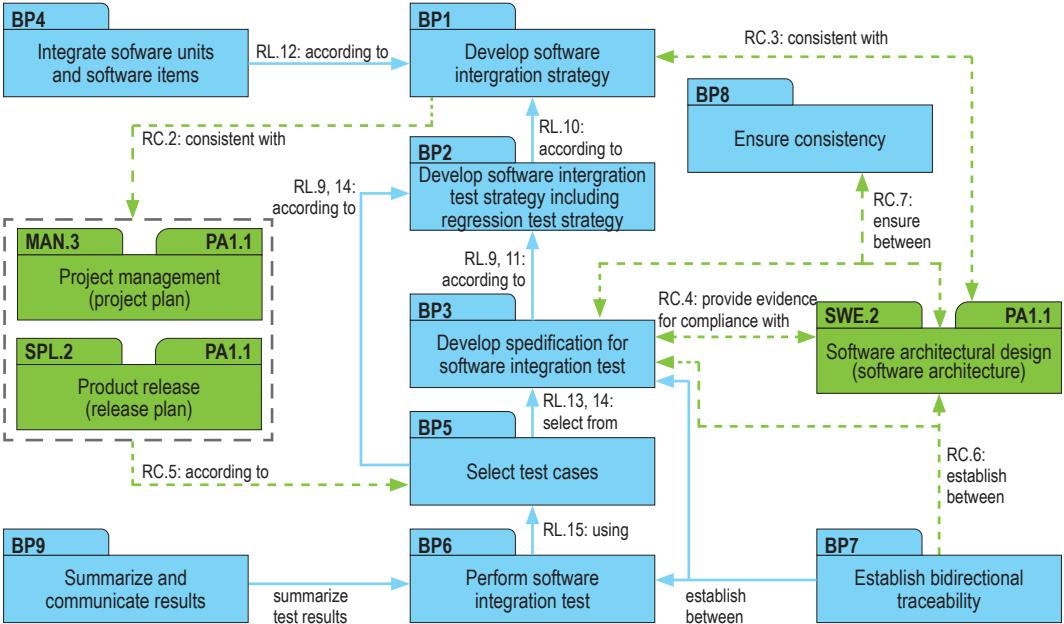 BP4
Integrate sofware units
and software items
RL.12: according to
BP1
Develop software
intergration strategy
RC.3: consistent with
BP8
Ensure consistency
RC.2: consistent with
RL.10:
according to
BP2
Develop software intergration
test strategy including
regression test strategy
RL.9, 14:
according to
RC.7:
ensure
between
MAN.3
PA1.1
Project management
(project plan)
RL.9, 11:
according to
RC.4: provide evidence
for compliance with
BP3
Develop spedification for
software integration test
SWE.2
PA1.1
Software architectural design
(software architecture)
SPL.2
PA1.1
Product release
(release plan)
RL.13, 14:
select from
BP5
Select test cases
RC.5: according to
RC.6:
establish
between
RL.15: using
BP9
Summarize and
communicate results
summarize
test results
BP6
Perform software
integration test
establish
between
BP7
Establish bidirectional
traceability